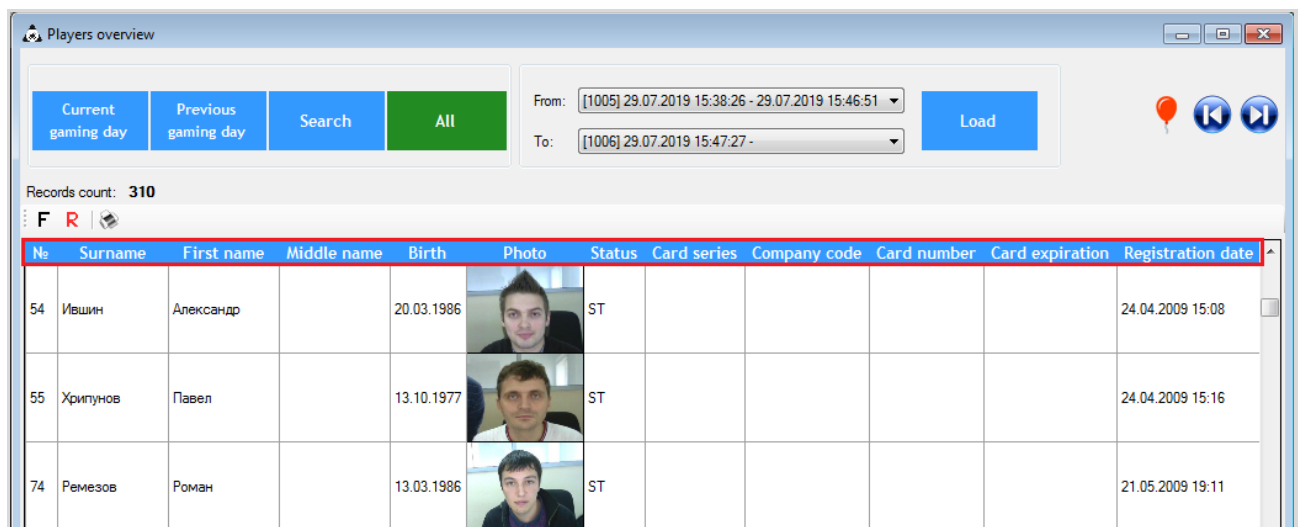 Players overview
Current gaming day
Previous gaming day
Search
All
From: [1005] 29.07.2019 15:38:26 - 29.07.2019 15:46:51
To: [1006] 29.07.2019 15:47:27 -
Load
Records count: 310
F R
№ Surname First name Middle name Birth Photo Status Card series Company code Card number Card expiration Registration date
54 Ившин Александр 20.03.1986 ST 24.04.2009 15:08
55 Хрипунов Павел 13.10.1977 ST 24.04.2009 15:16
74 Ремезов Роман 13.03.1986 ST 21.05.2009 19:11